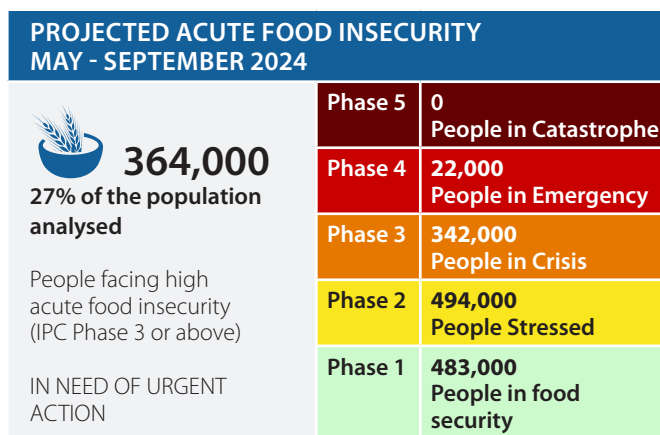 PROJECTED ACUTE FOOD INSECURITY
MAY - SEPTEMBER 2024
364,000
27% of the population
analysed
People facing high
acute food insecurity
(IPC Phase 3 or above)
IN NEED OF URGENT
ACTION
Phase 5
0
People in Catastrophe
Phase 4
22,000
People in Emergency
Phase 3
342,000
People in Crisis
Phase 2
494,000
People Stressed
Phase 1
483,000
People in food
security